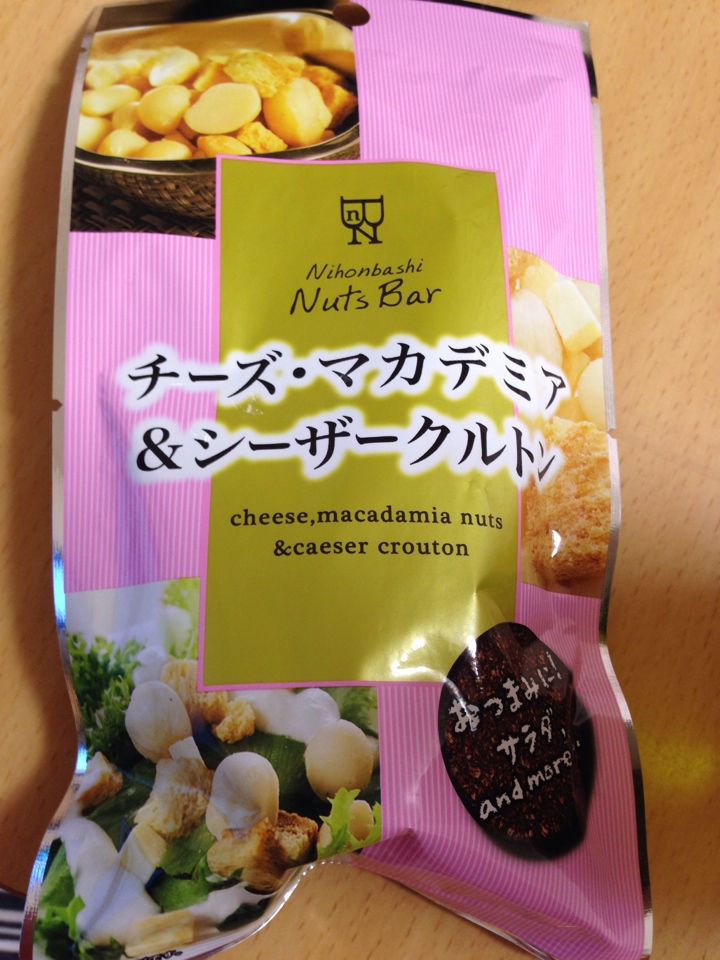 n
N
Nihonbashi
Nuts Bar
チーズ・マカデミア
&シーザークルトン
cheese,macadamia nuts
&caeser crouton
おつまみに!
サラダ,
and more!